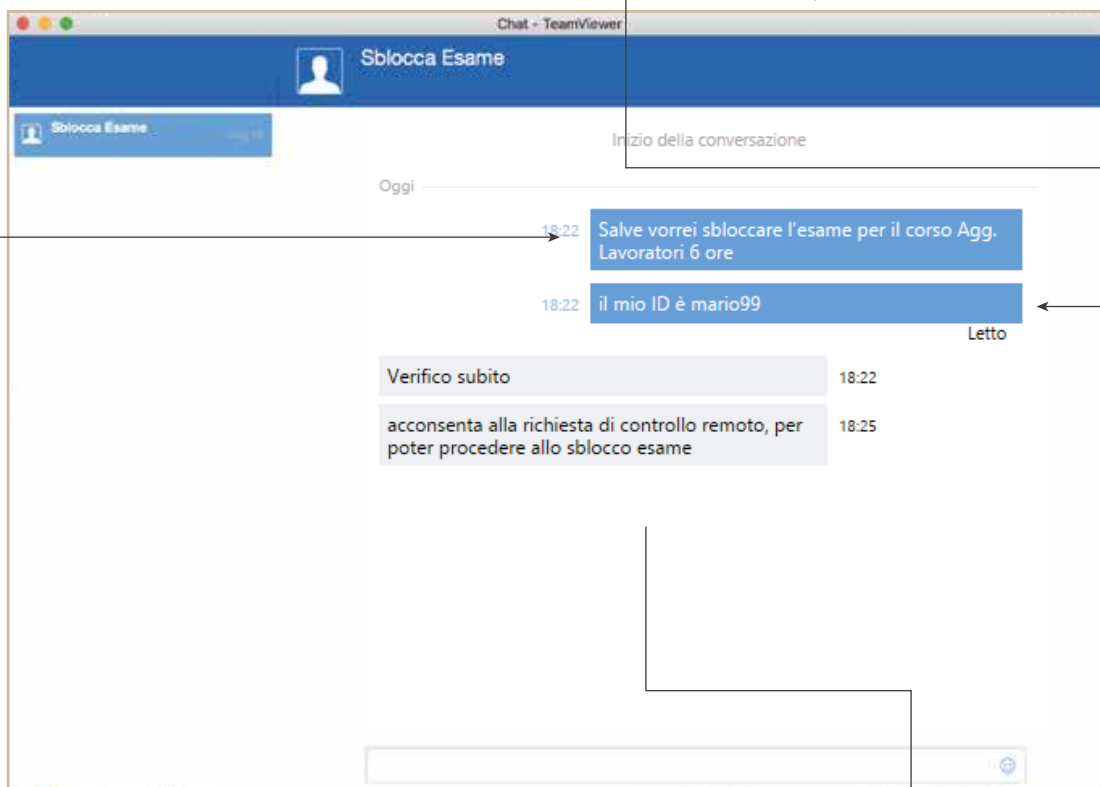 Chat - TeamViewer
Sblocca Esame
Sblocca Esame
Inizio della conversazione
Oggi
18:22 Salve vorrei sbloccare l'esame per il corso Agg.
Lavoratori 6 ore
18:22 il mio ID è mario99
Letto
Verifico subito 18:22
acconsenta alla richiesta di controllo remoto, per 18:25
poter procedere allo sblocco esame